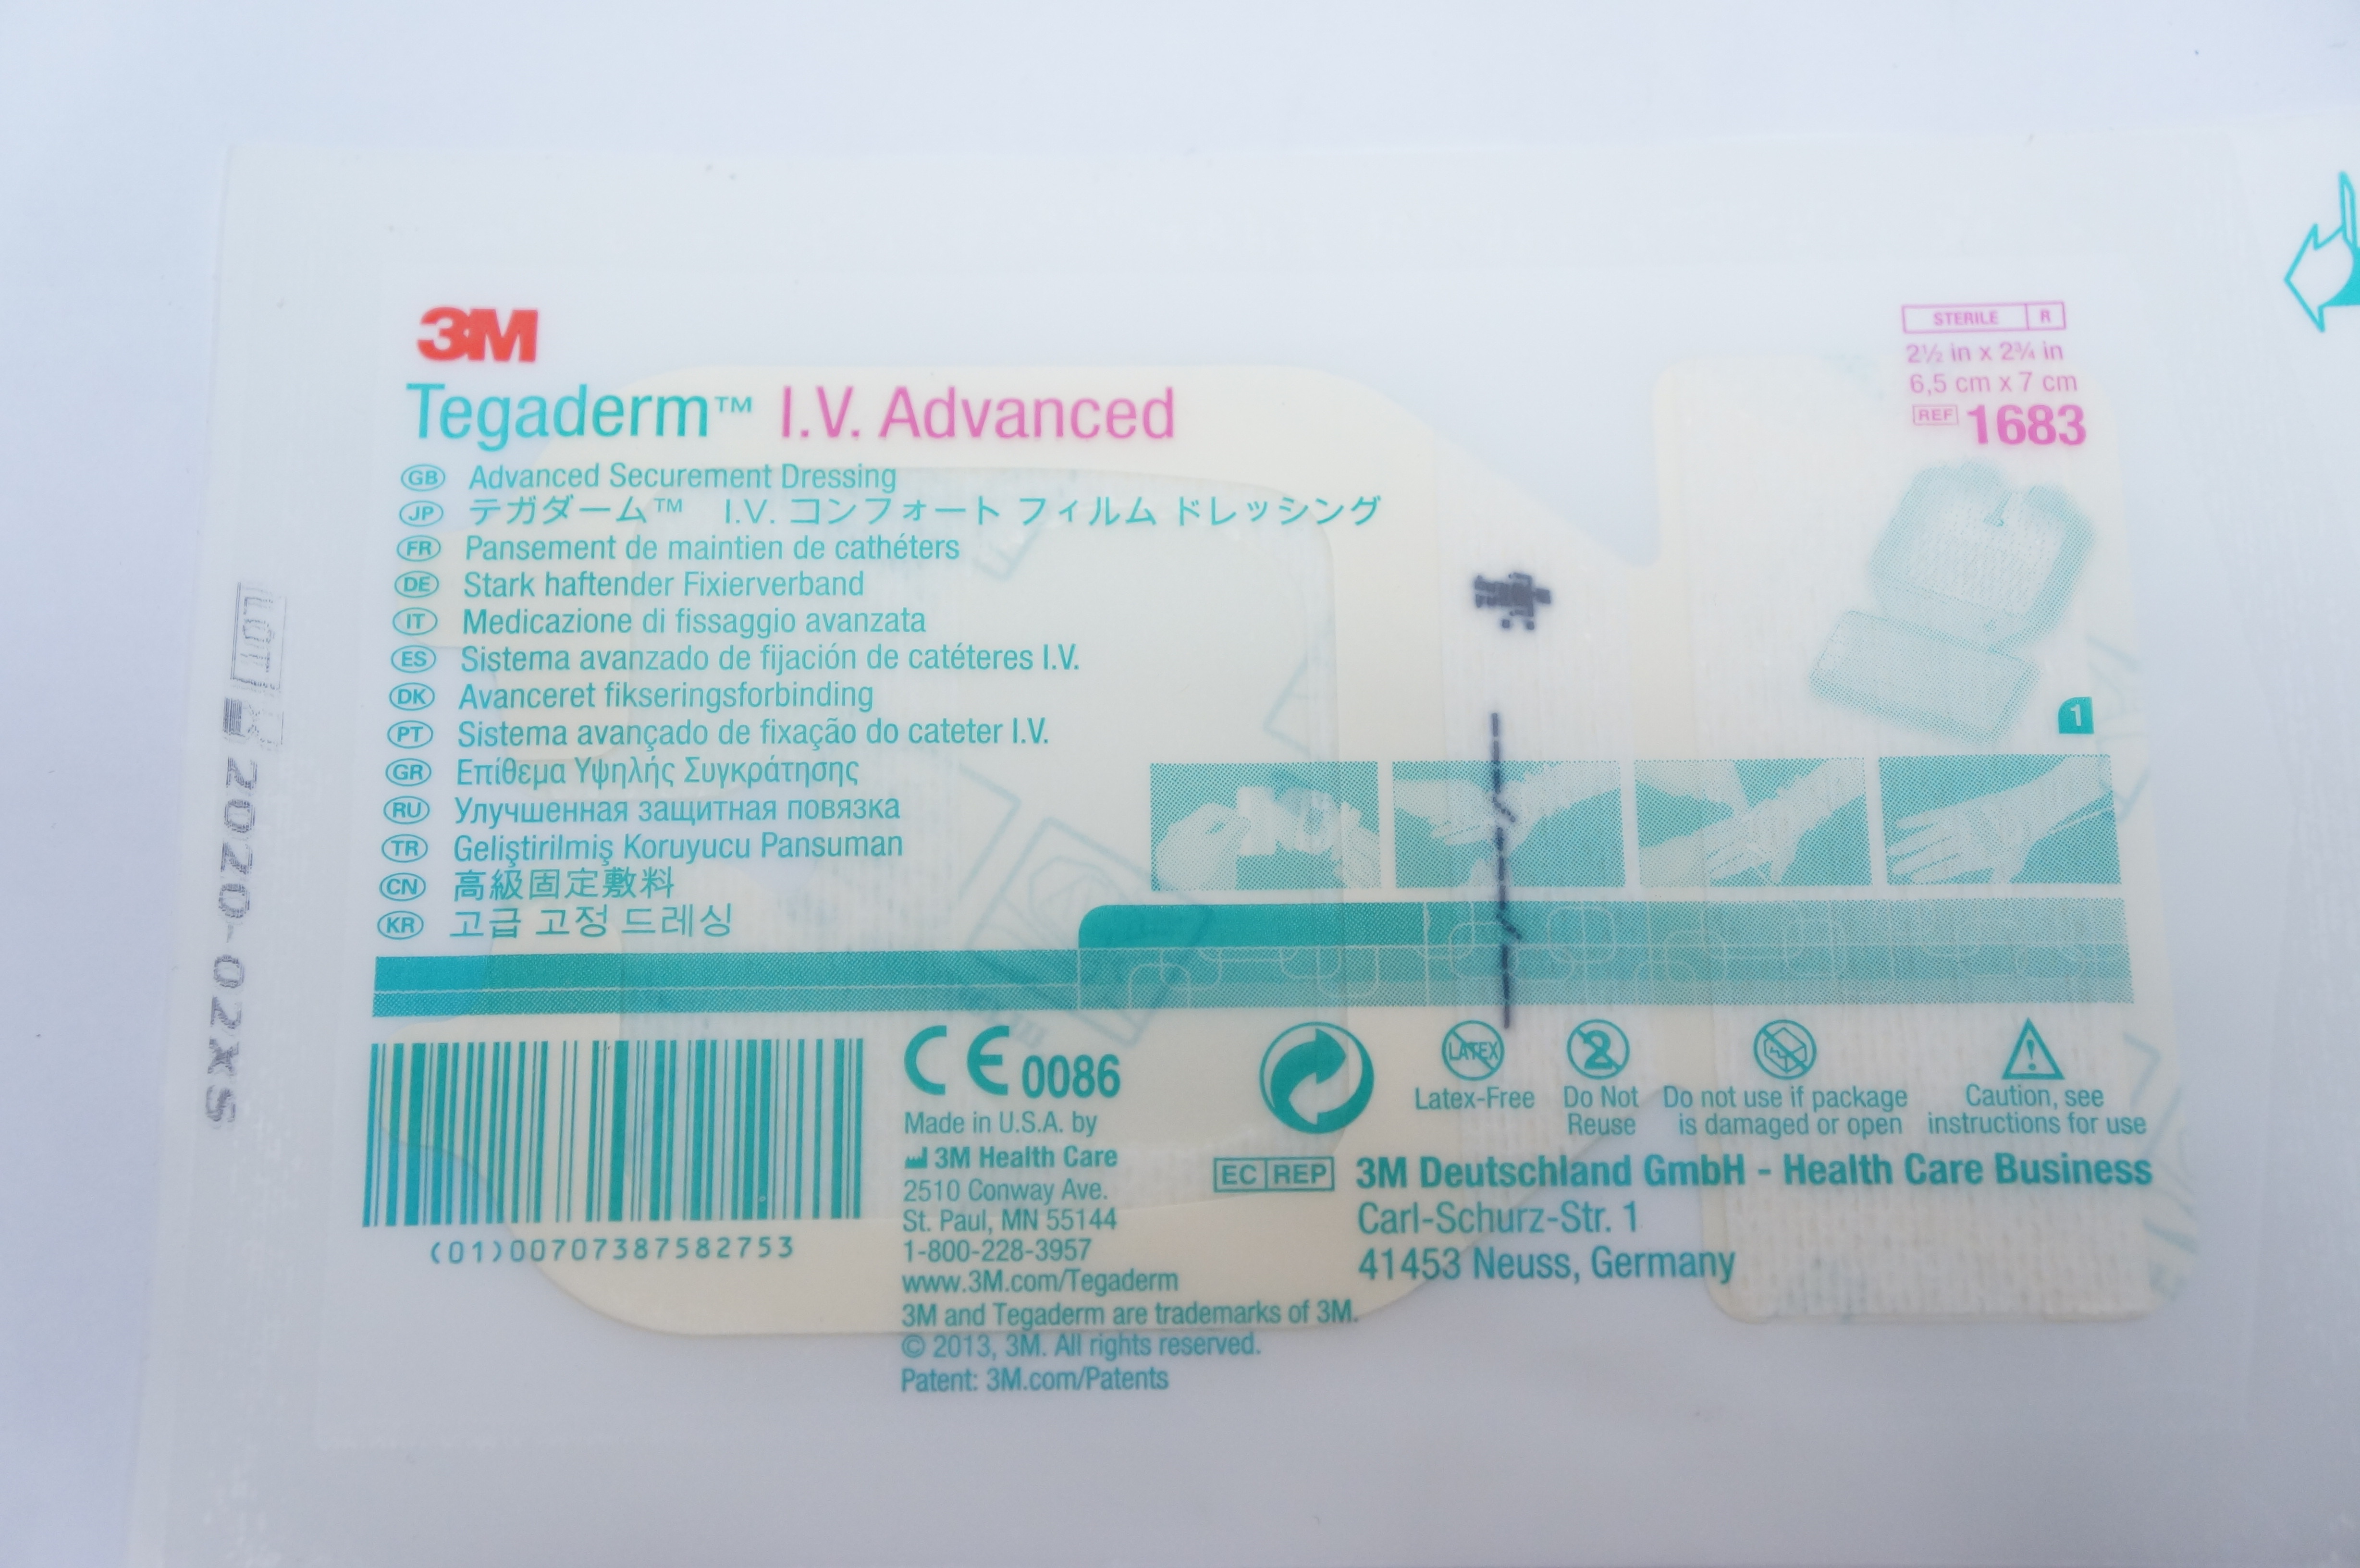 3M
Tegaderm™ I.V. Advanced
STERILE R
2½ in x 2¾ in
6,5 cm x 7 cm
REF 1683
GB Advanced Securement Dressing
JP テガダーム™ I.V. コンフォート フィルム ドレッシング
FR Pansement de maintien de cathéters
DE Stark haftender Fixierverband
IT Medicazione di fissaggio avanzata
ES Sistema avanzado de fijación de catéteres I.V.
DK Avanceret fikseringsforbinding
PT Sistema avançado de fixação do cateter I.V.
GR Επίθεμα Υψηλής Συγκράτησης
RU Улучшенная защитная повязка
TR Geliştirilmiş Koruyucu Pansuman
CN 高級固定敷料
KR 고급 고정 드레싱
1
LOT
2020-02XS
(01)00707387582753
CE 0086
Made in U.S.A. by
3M Health Care
2510 Conway Ave.
St. Paul, MN 55144
1-800-228-3957
www.3M.com/Tegaderm
3M and Tegaderm are trademarks of 3M.
© 2013, 3M. All rights reserved.
Patent: 3M.com/Patents
LATEX
Latex-Free
2
Do Not
Reuse
Do not use if package
is damaged or open
Caution, see
instructions for use
EC REP 3M Deutschland GmbH - Health Care Business
Carl-Schurz-Str. 1
41453 Neuss, Germany